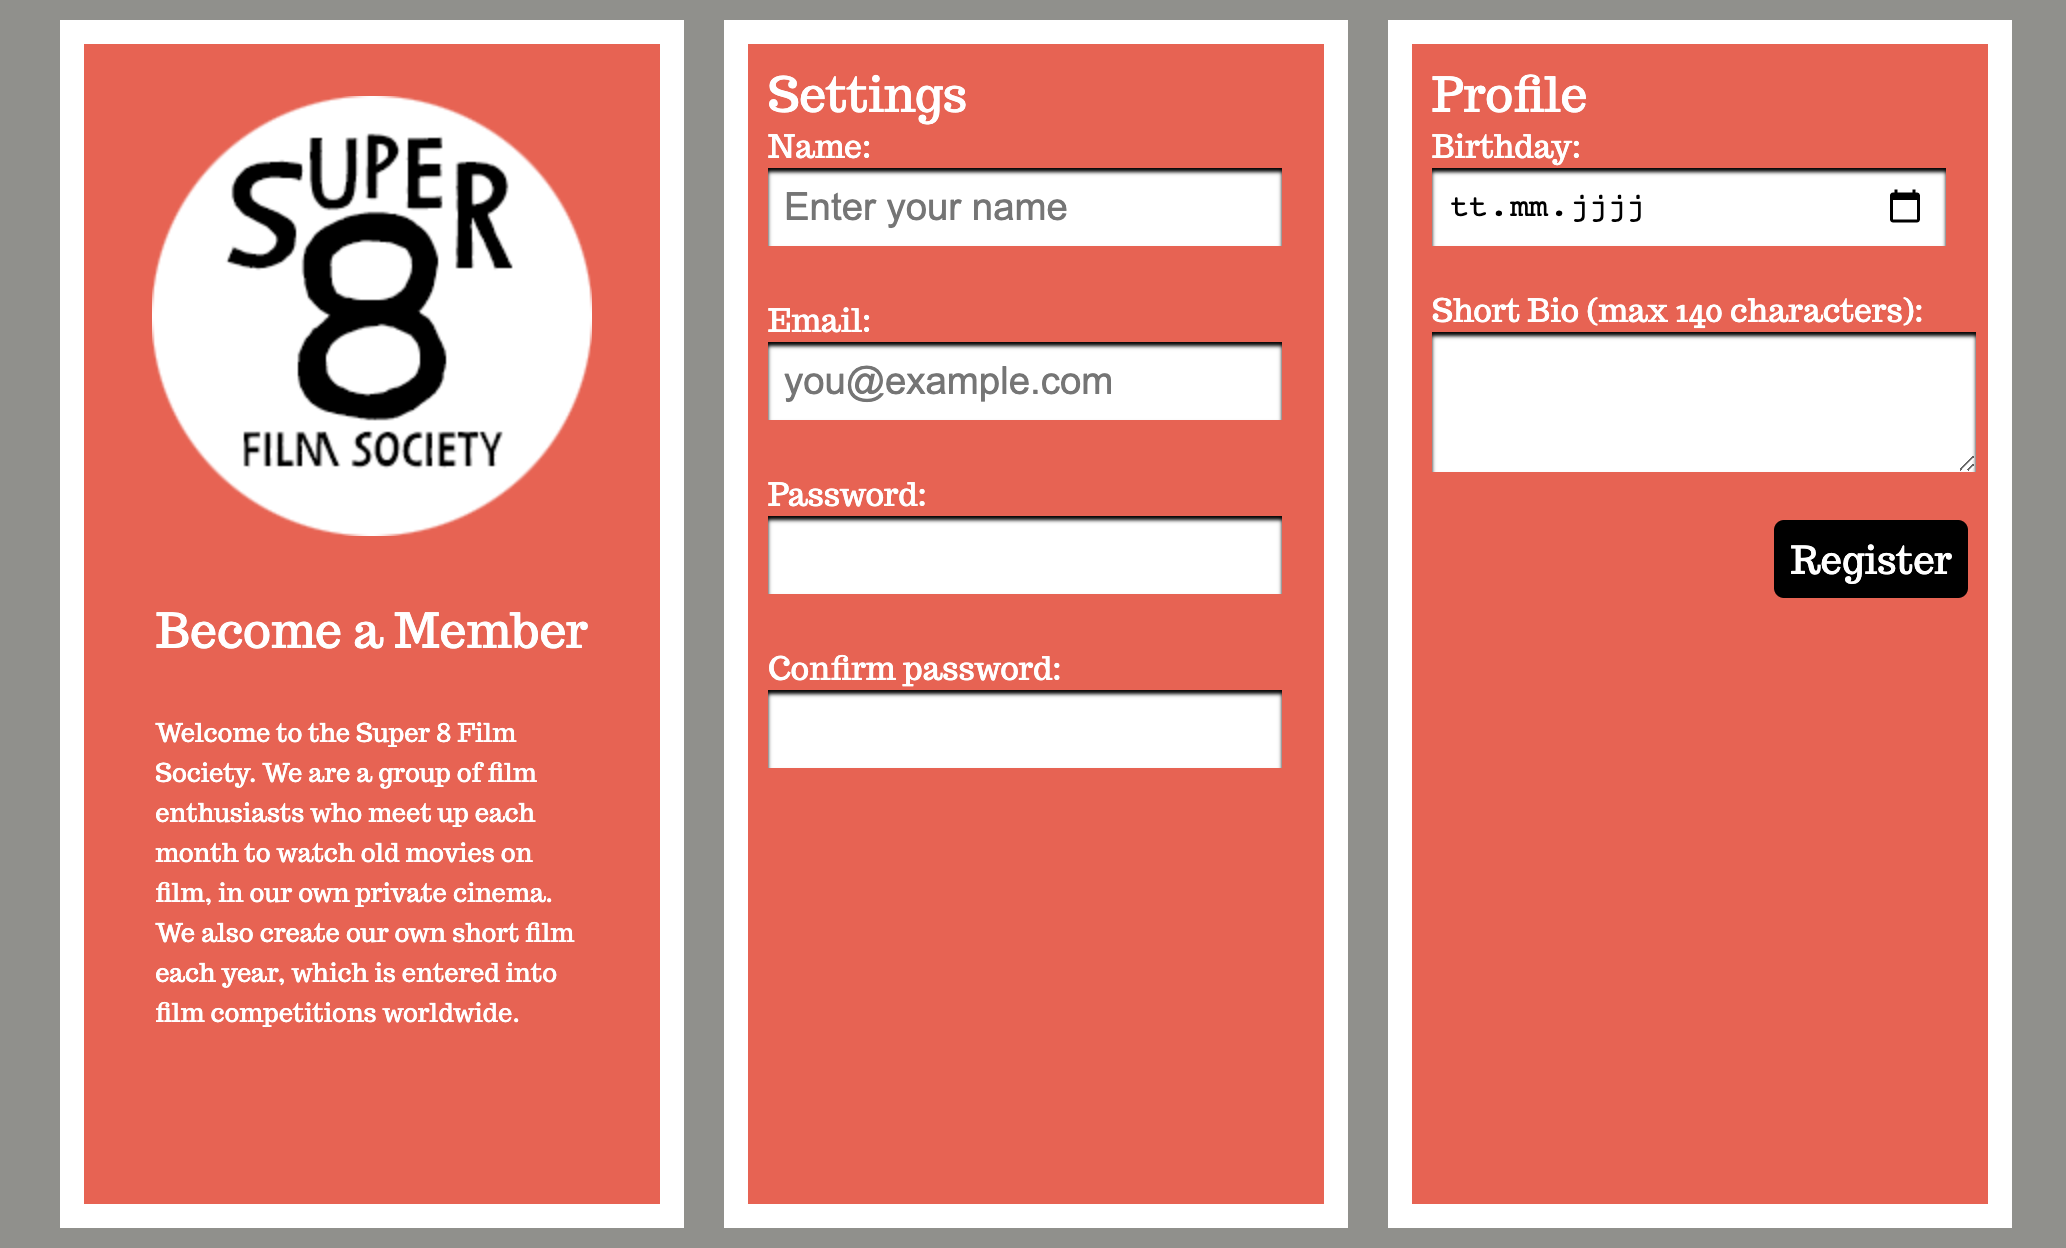 SUPER
8
FILM SOCIETY
Become a Member
Welcome to the Super 8 Film
Society. We are a group of film
enthusiasts who meet up each
month to watch old movies on
film, in our own private cinema.
We also create our own short film
each year, which is entered into
film competitions worldwide.
Settings
Name:
Enter your name
Email:
you@example.com
Password:
Confirm password:
Profile
Birthday:
tt.mm.jjjj
Short Bio (max 140 characters):
Register